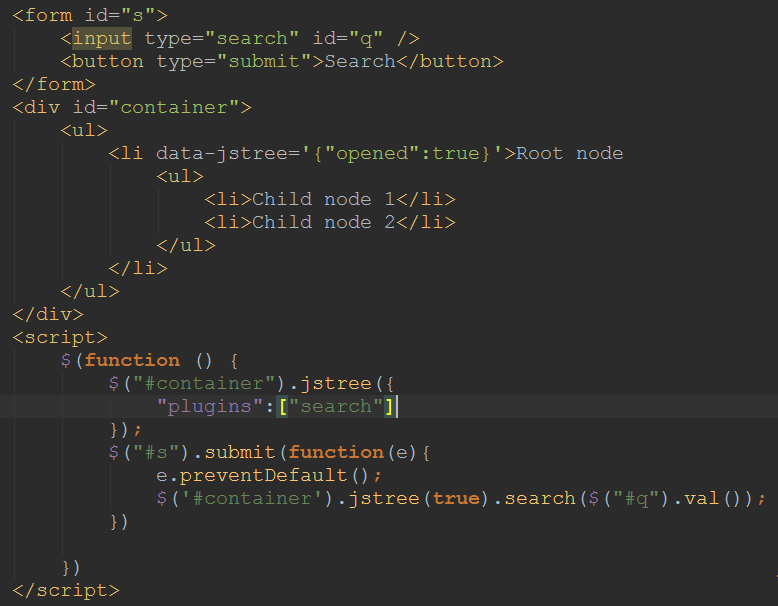 <form id="s">
    <input type="search" id="q" />
    <button type="submit">Search</button>
</form>
<div id="container">
    <ul>
        <li data-jstree='{"opened":true}'>Root node
            <ul>
                <li>Child node 1</li>
                <li>Child node 2</li>
            </ul>
        </li>
    </ul>
</div>
<script>
    $(function () {
        $("#container").jstree({
            "plugins":["search"]
        });
        $("#s").submit(function(e){
            e.preventDefault();
            $('#container').jstree(true).search($("#q").val());
        })

    })
</script>